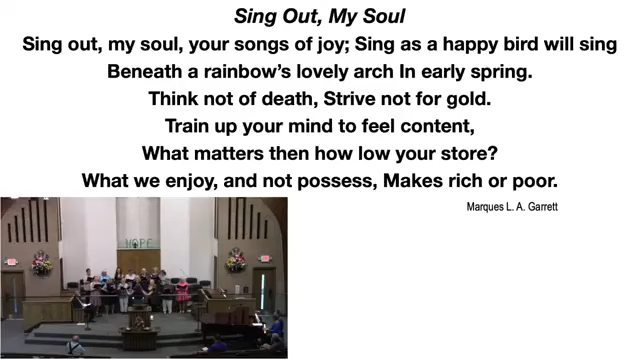 Sing Out, My Soul
Sing out, my soul, your songs of joy; Sing as a happy bird will sing
Beneath a rainbow’s lovely arch In early spring.
Think not of death, Strive not for gold.
Train up your mind to feel content,
What matters then how low your store?
What we enjoy, and not possess, Makes rich or poor.
Marques L. A. Garrett
HOPE